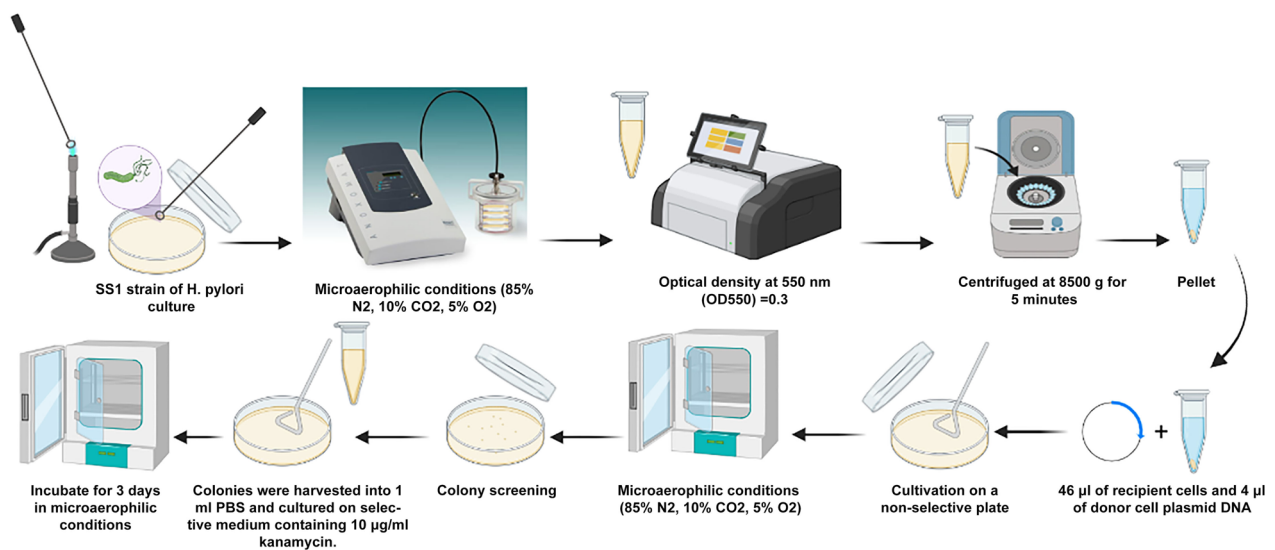 SS1 strain of H. pylori
culture
Microaerophilic conditions (85%
N2, 10% CO2, 5% O2)
Optical density at 550 nm
(OD550) =0.3
Centrifuged at 8500 g for
5 minutes
Pellet
+
46 µl of recipient cells and 4 µl
of donor cell plasmid DNA
Cultivation on a
non-selective plate
Microaerophilic conditions
(85% N2, 10% CO2, 5% O2)
Colony screening
Colonies were harvested into 1
ml PBS and cultured on selec-
tive medium containing 10 µg/ml
kanamycin.
Incubate for 3 days
in microaerophilic
conditions